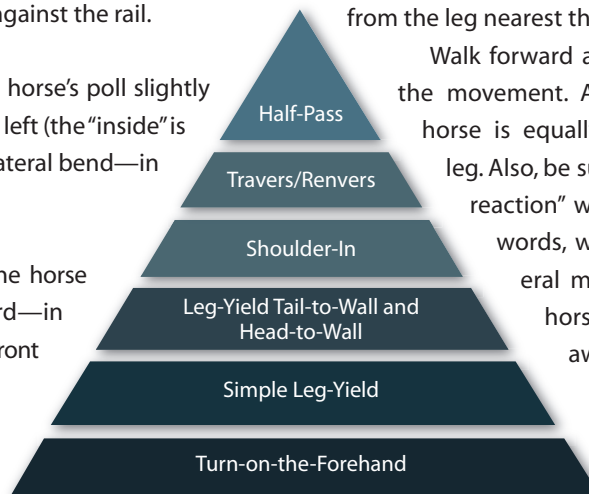 against the rail.
horse’s poll slightly
left (the “inside” is
ateral bend—in
he horse
rd—in
ront
Half-Pass
Travers/Renvers
Shoulder-In
Leg-Yield Tail-to-Wall and
Head-to-Wall
Simple Leg-Yield
Turn-on-the-Forehand
from the leg nearest th
Walk forward a
the movement. A
horse is equall
leg. Also, be su
reaction” w
words, w
eral m
hors
aw